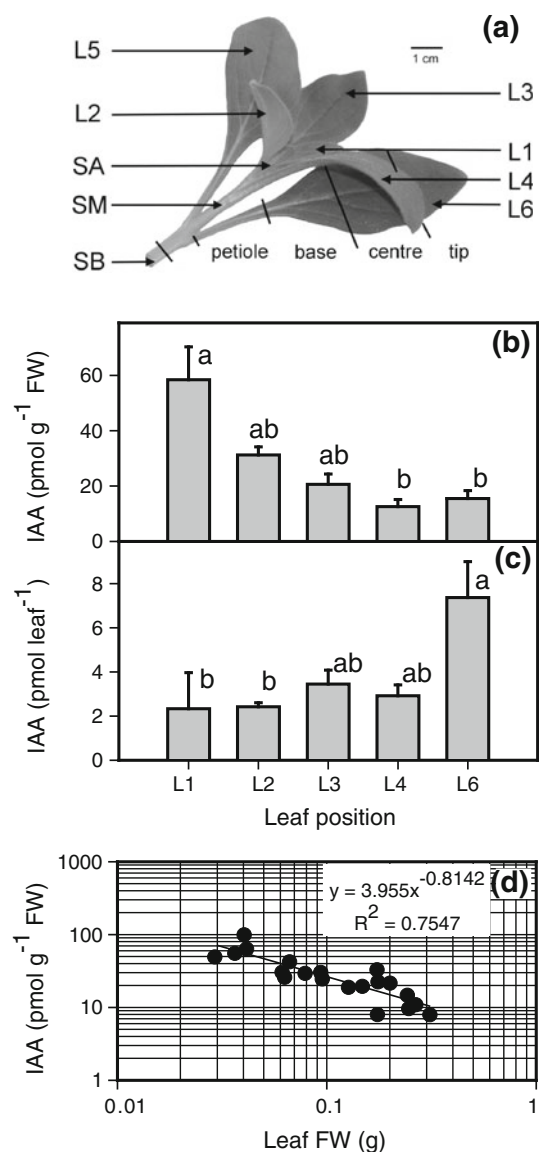 (a)
1 cm
L5
L2
SA
SM
SB
L3
L1
L4
L6
petiole base centre tip
(b)
IAA (pmol g⁻¹ FW)
60
40
20
0
a
ab
ab
b
b
(c)
IAA (pmol leaf⁻¹)
8
6
4
2
0
b
b
ab
ab
a
L1 L2 L3 L4 L6
Leaf position
(d)
IAA (pmol g⁻¹ FW)
1000
100
10
1
y = 3.955x^-0.8142
R² = 0.7547
0.01 0.1 1
Leaf FW (g)